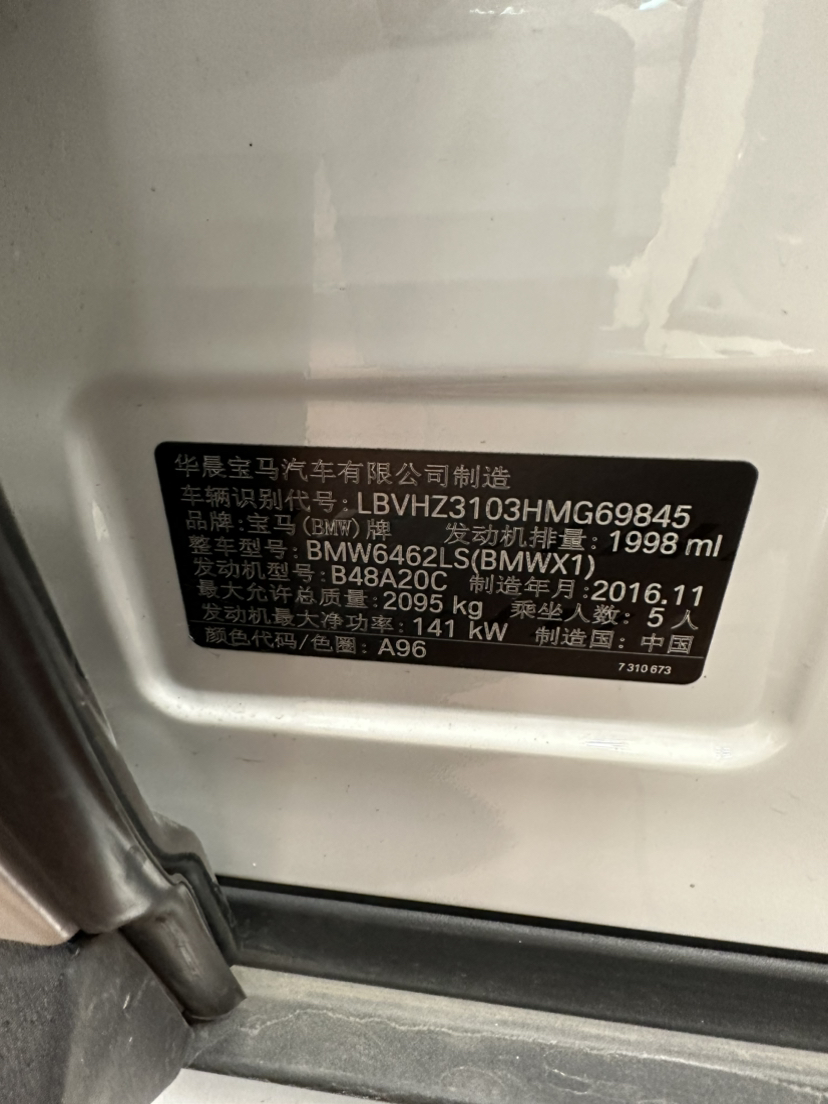 华晨宝马汽车有限公司制造
车辆识别代号：LBVHZ3103HMG69845
品牌：宝马(BMW)牌 发动机排量：1998 ml
整车型号：BMW6462LS(BMWX1)
发动机型号：B48A20C 制造年月：2016.11
最大允许总质量：2095 kg 乘坐人数：5 人
发动机最大净功率：141 kW 制造国：中国
颜色代码/色圈：A96
7 310 673